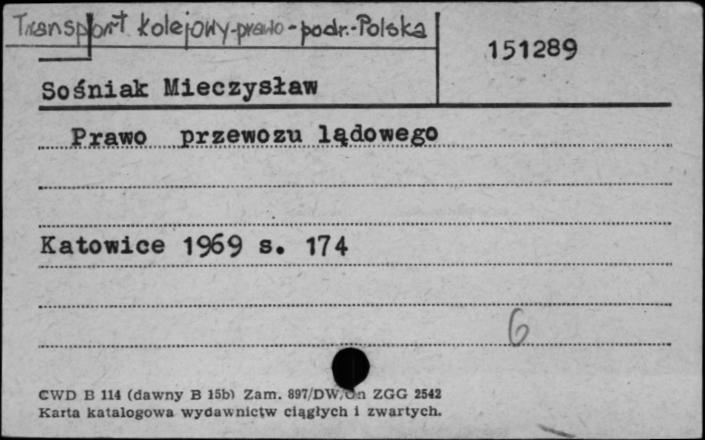 Transport kolejowy-prawo-podr.-Polska
151289
Sośniak Mieczysław
Prawo przewozu lądowego
Katowice 1969 s. 174
6
CWD B 114 (dawny B 15b) Zam. 897/DW/ ZGG 2542
Karta katalogowa wydawnictw ciągłych i zwartych.